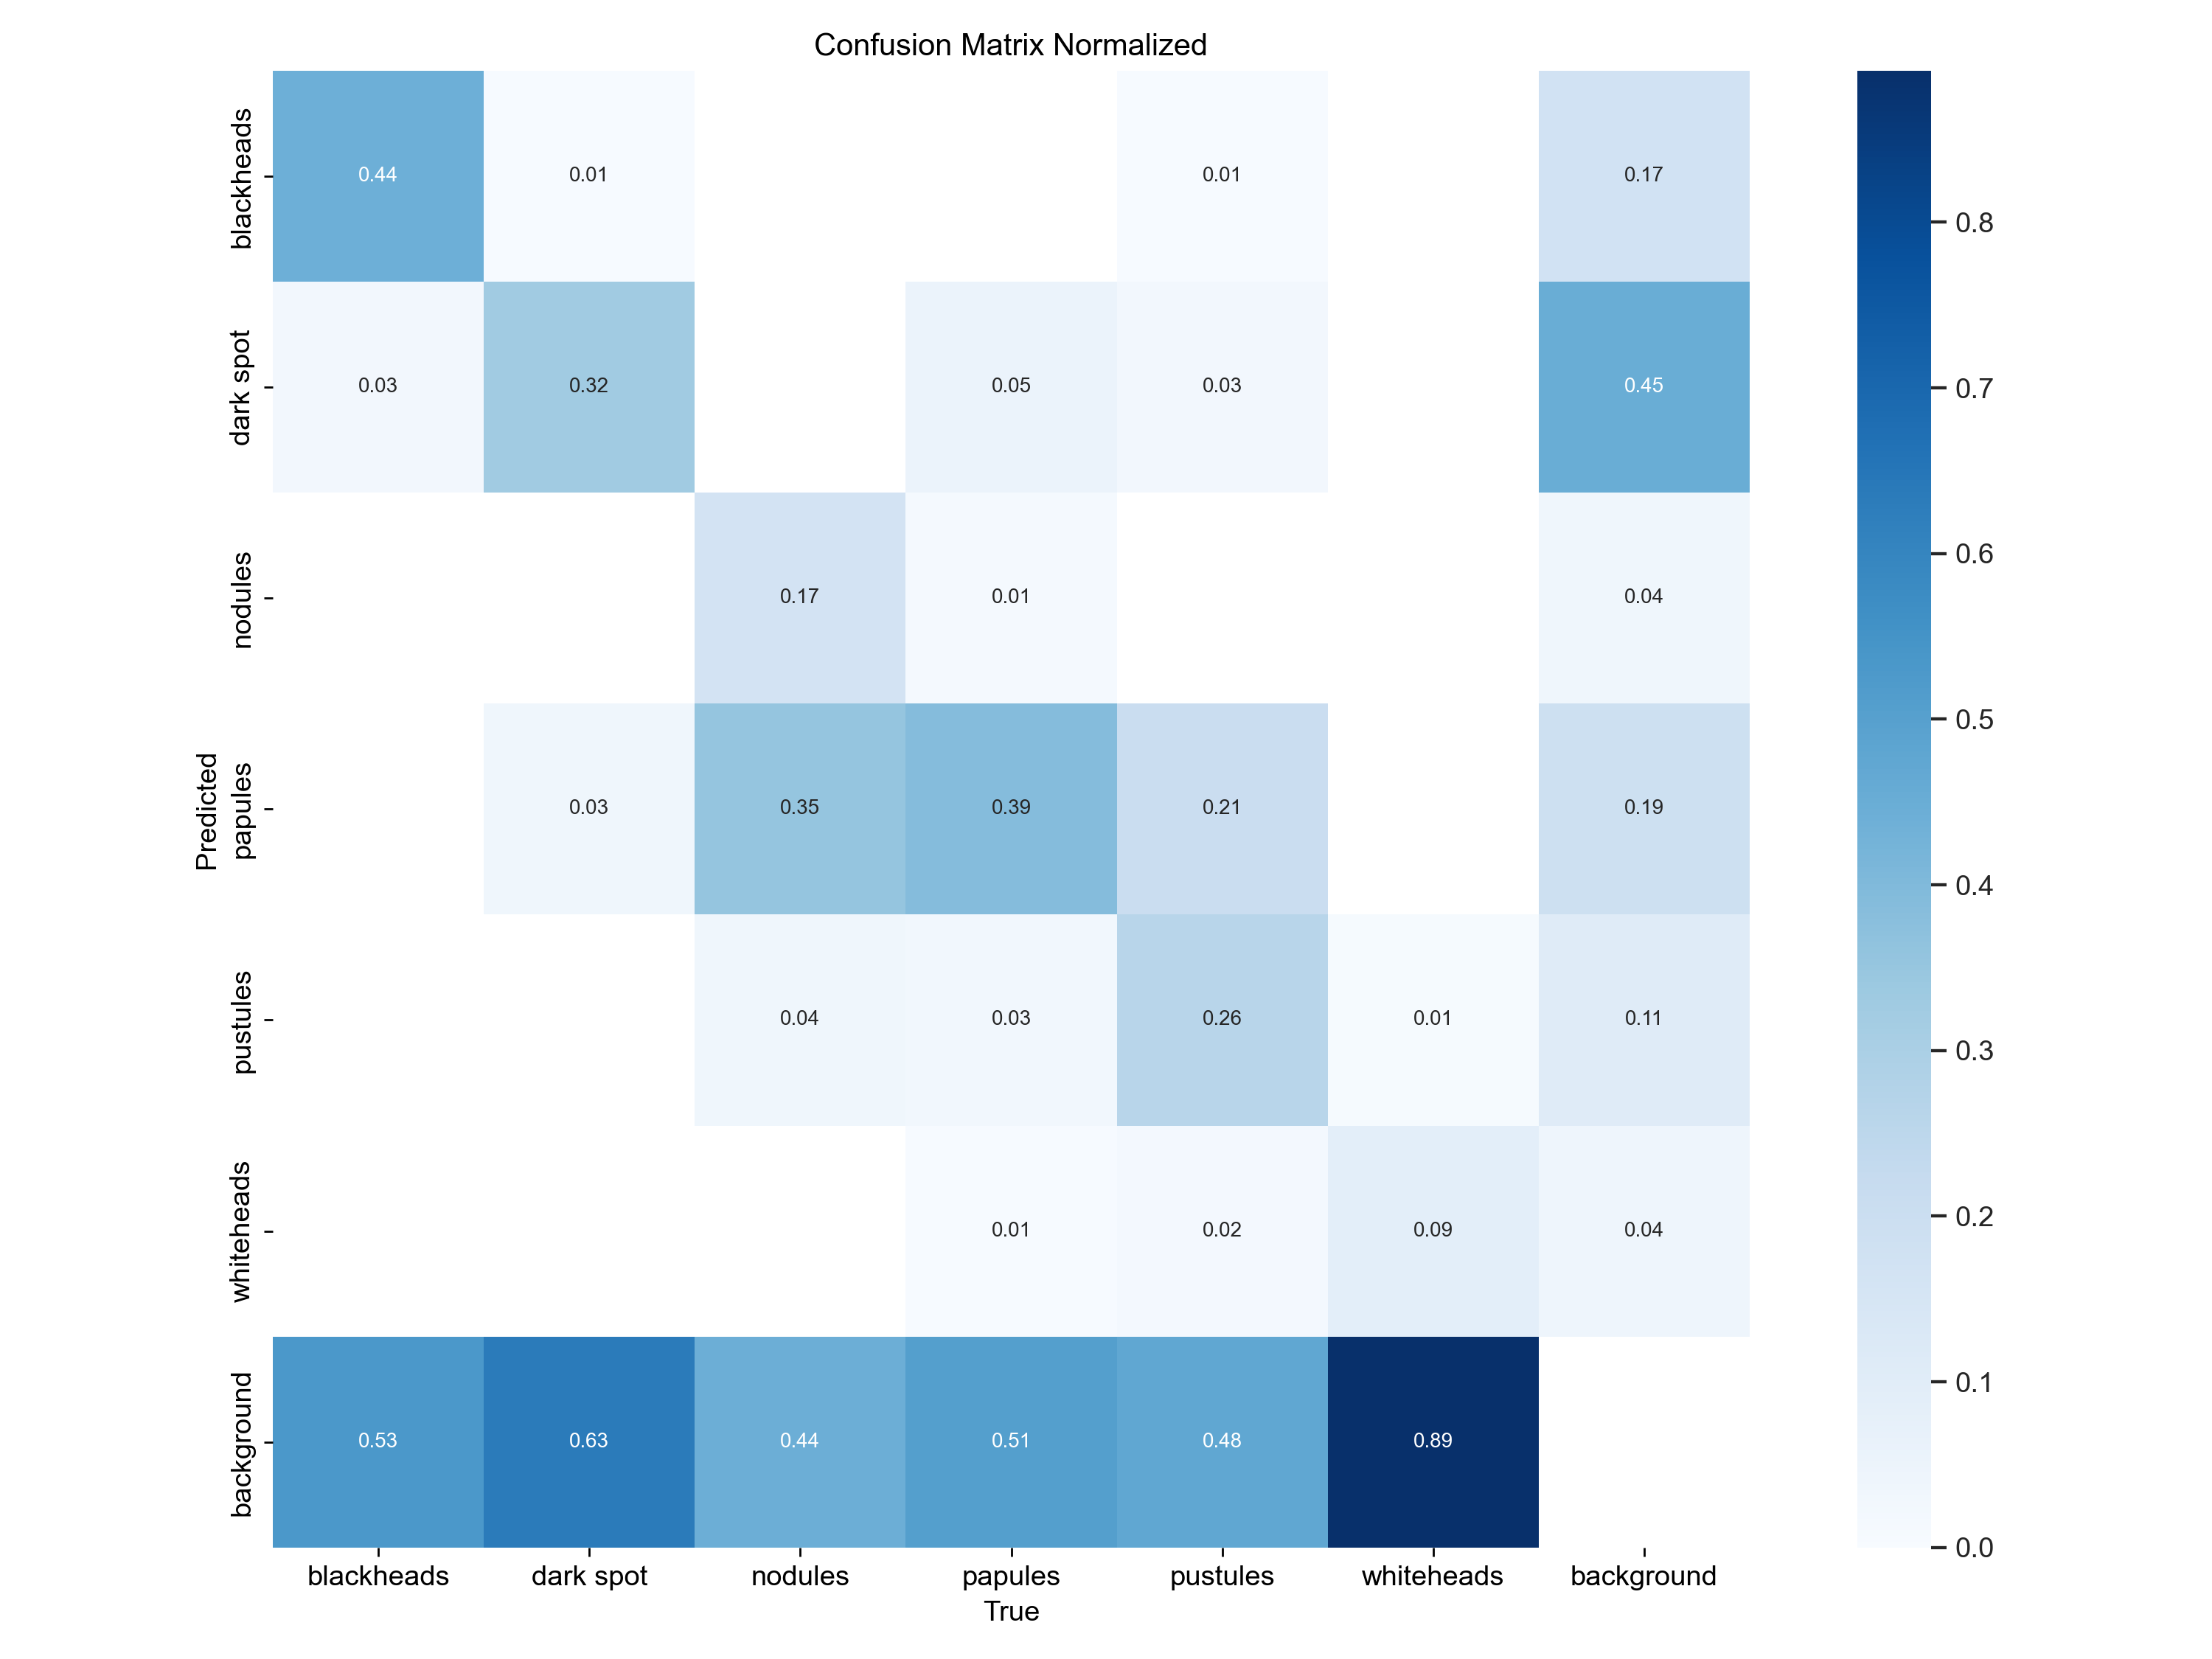 Confusion Matrix Normalized
blackheads
0.44 0.01 0.01 0.17
dark spot
0.03 0.32 0.05 0.03 0.45
nodules
0.17 0.01 0.04
Predicted
papules
0.03 0.35 0.39 0.21 0.19
pustules
0.04 0.03 0.26 0.01 0.11
whiteheads
0.01 0.02 0.09 0.04
background
0.53 0.63 0.44 0.51 0.48 0.89
blackheads dark spot nodules papules pustules whiteheads background
True
0.8
0.7
0.6
0.5
0.4
0.3
0.2
0.1
0.0